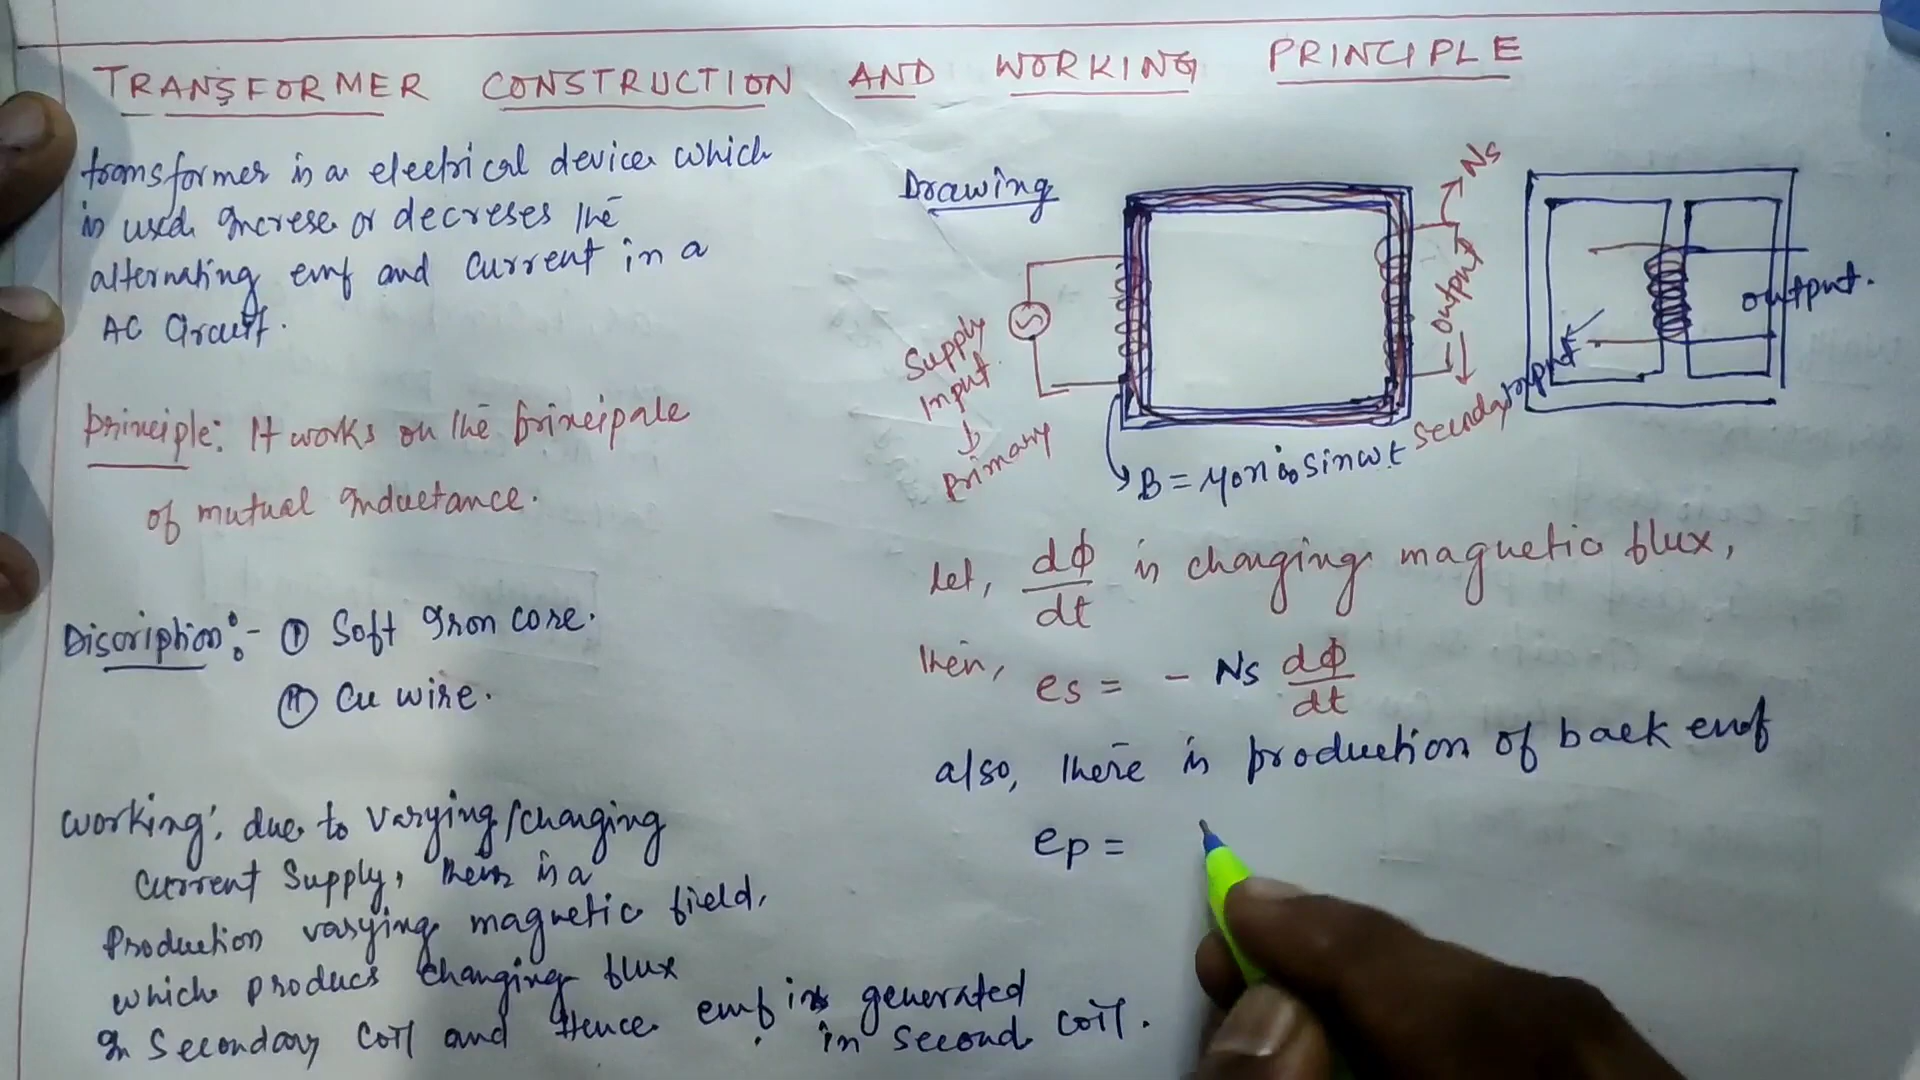 TRANSFORMER CONSTRUCTION AND WORKING PRINCIPLE
transformer is a electrical device which
is used increse or decreses the
alternating emf and current in a
AC Circuit.
Principle: It works on the principale
of mutual inductance.
Discription:- (I) Soft iron core.
(II) Cu wire.
working: due to varying/changing
current supply, there is a
Production varying magnetic field,
which produces changing flux
in Secondary coil and Hence emf is generated
in second coil.
Drawing
Supply
Input
Primary
Ns
Output
Secondary
B = μ0ni0 Sinωt
Input
output.
let, dϕ/dt is changing magnetic flux,
then, es = - Ns dϕ/dt
also, there is production of back emf
ep =